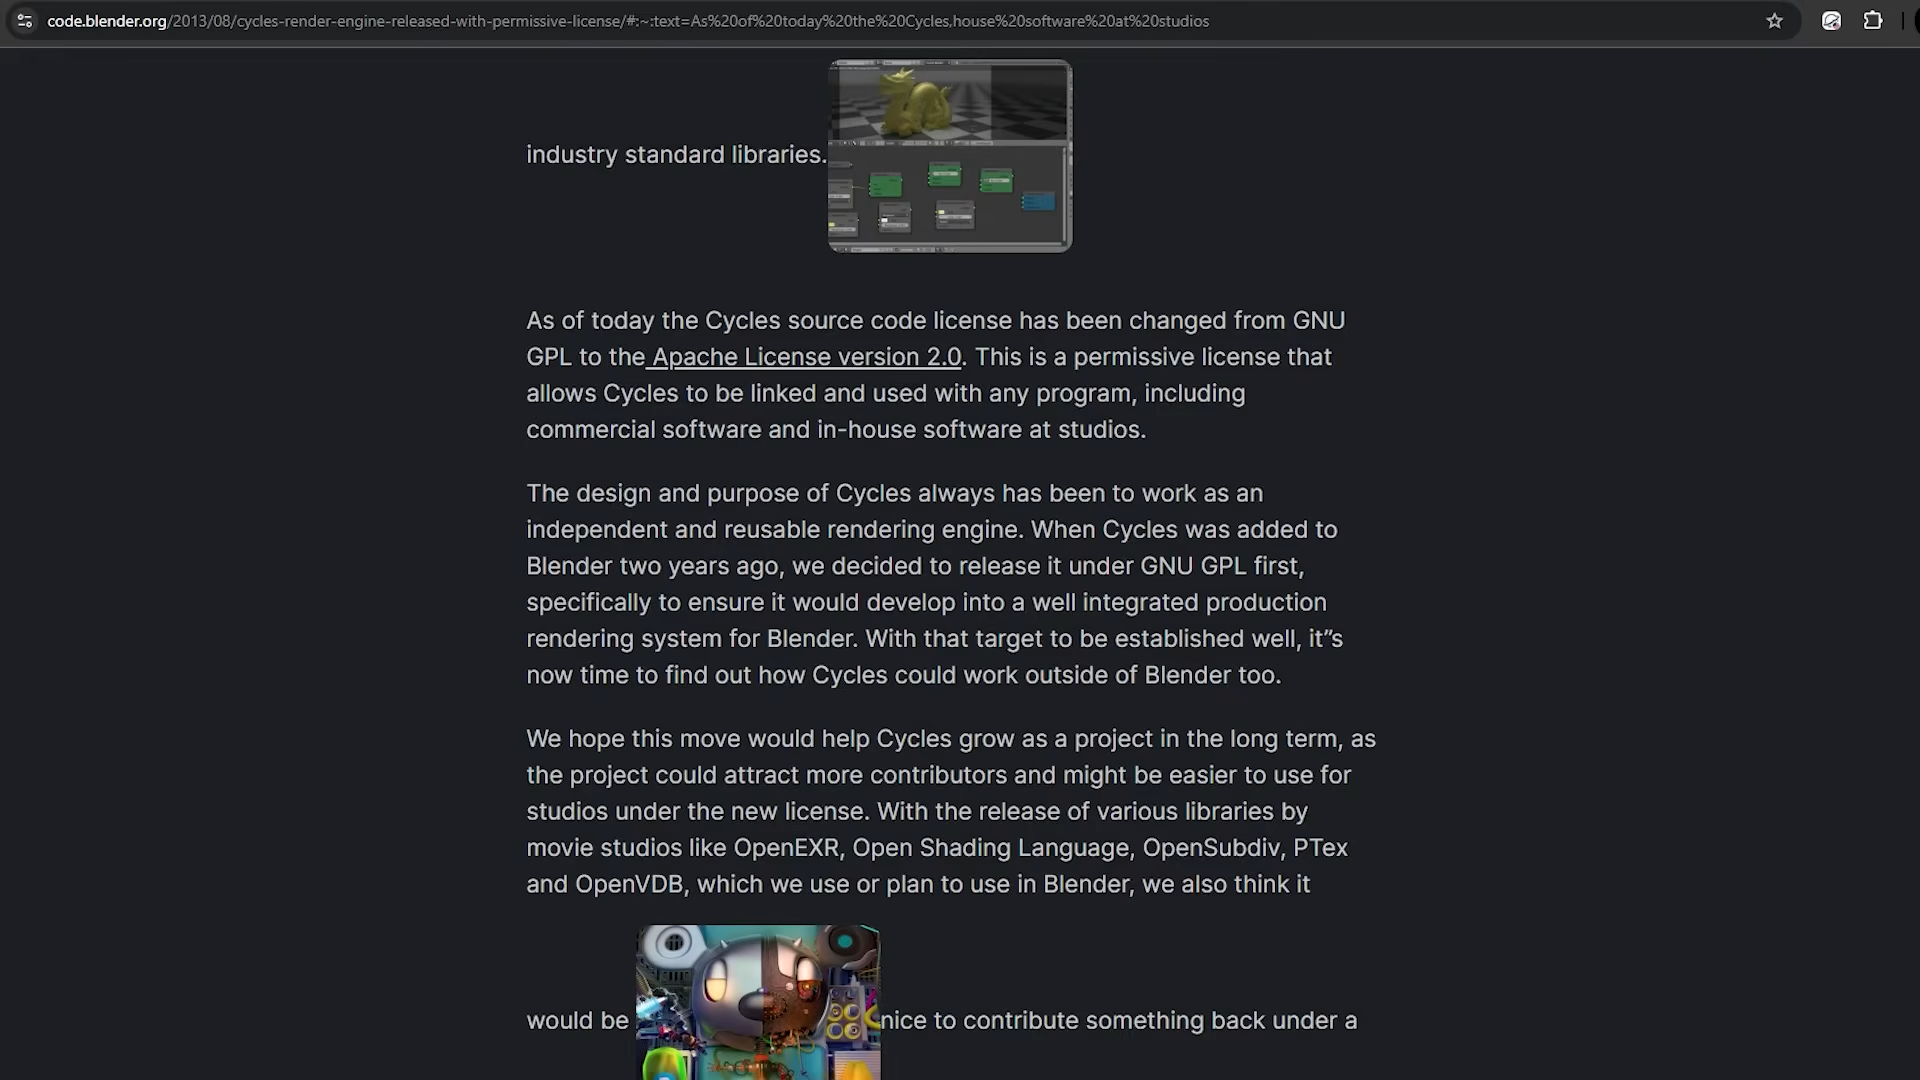 code.blender.org/2013/08/cycles-render-engine-released-with-permissive-license/#:~:text=As%20of%20today%20the%20Cycles,house%20software%20at%20studios
industry standard libraries.
As of today the Cycles source code license has been changed from GNU
GPL to the Apache License version 2.0. This is a permissive license that
allows Cycles to be linked and used with any program, including
commercial software and in-house software at studios.
The design and purpose of Cycles always has been to work as an
independent and reusable rendering engine. When Cycles was added to
Blender two years ago, we decided to release it under GNU GPL first,
specifically to ensure it would develop into a well integrated production
rendering system for Blender. With that target to be established well, it”s
now time to find out how Cycles could work outside of Blender too.
We hope this move would help Cycles grow as a project in the long term, as
the project could attract more contributors and might be easier to use for
studios under the new license. With the release of various libraries by
movie studios like OpenEXR, Open Shading Language, OpenSubdiv, PTex
and OpenVDB, which we use or plan to use in Blender, we also think it
would be nice to contribute something back under a